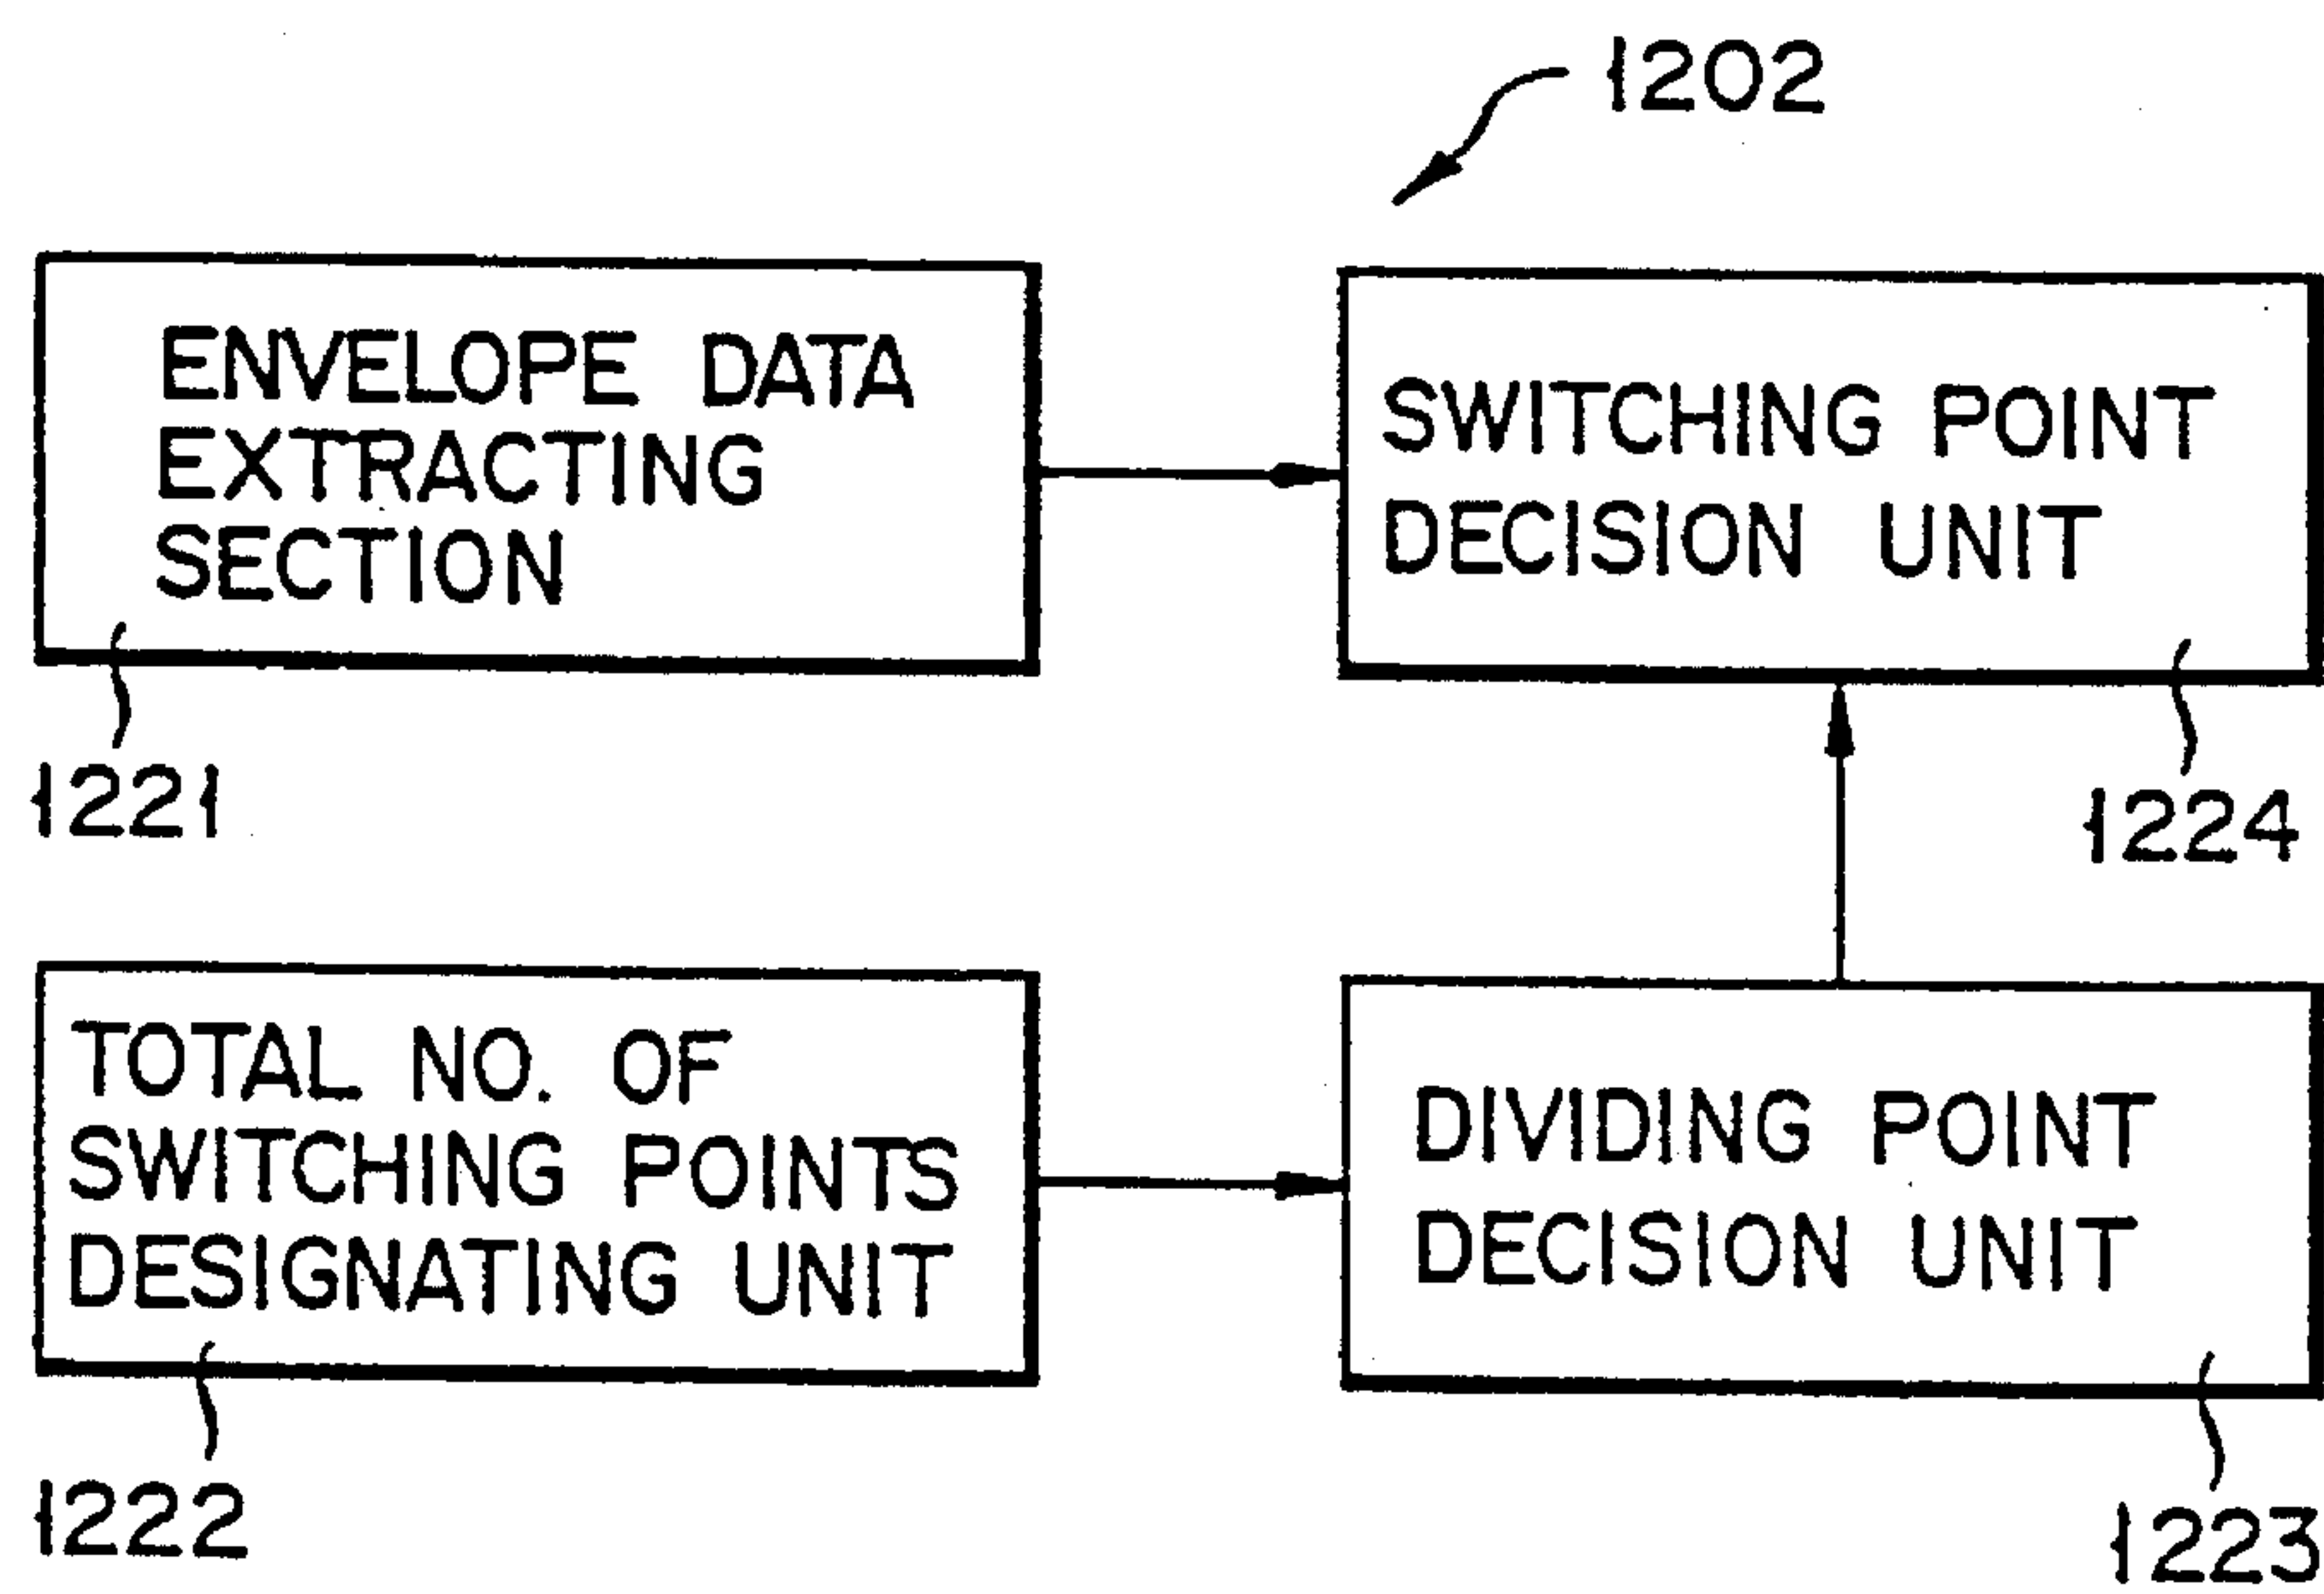 1202
ENVELOPE DATA
EXTRACTING
SECTION
SWITCHING POINT
DECISION UNIT
1221
1224
TOTAL NO. OF
SWITCHING POINTS
DESIGNATING UNIT
DIVIDING POINT
DECISION UNIT
1222
1223